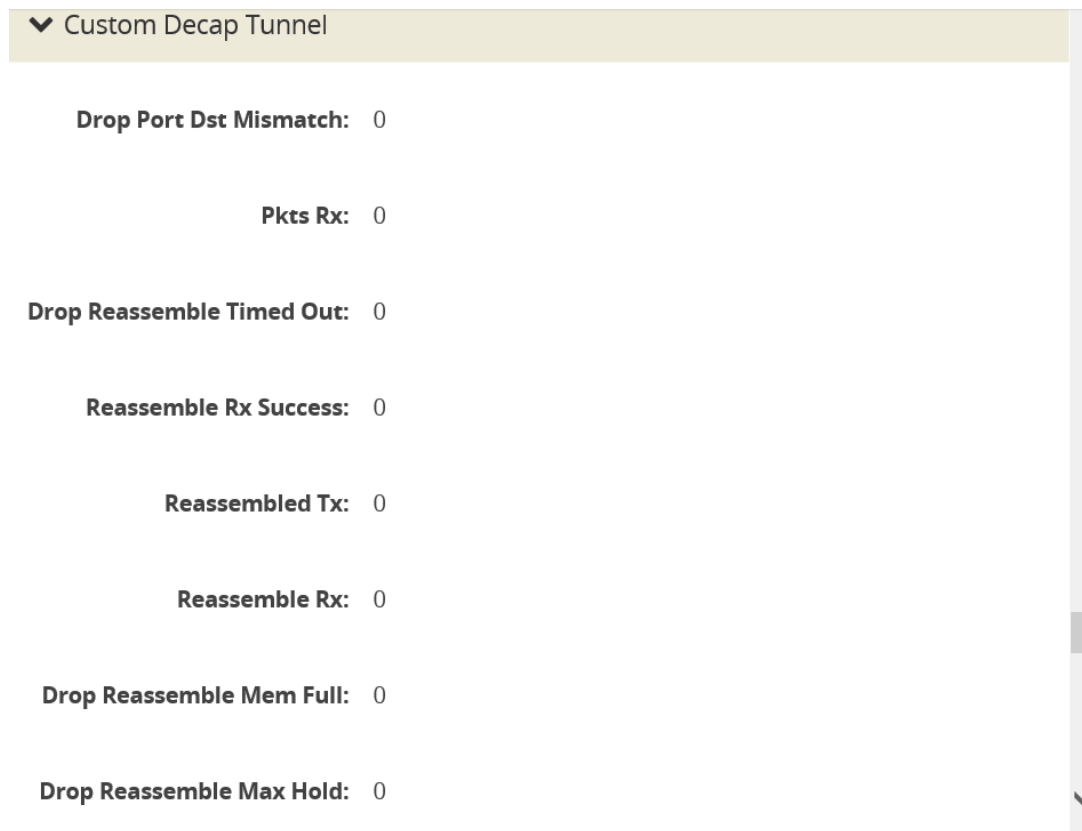 Custom Decap Tunnel
Drop Port Dst Mismatch: 0
Pkts Rx: 0
Drop Reassemble Timed Out: 0
Reassemble Rx Success: 0
Reassembled Tx: 0
Reassemble Rx: 0
Drop Reassemble Mem Full: 0
Drop Reassemble Max Hold: 0